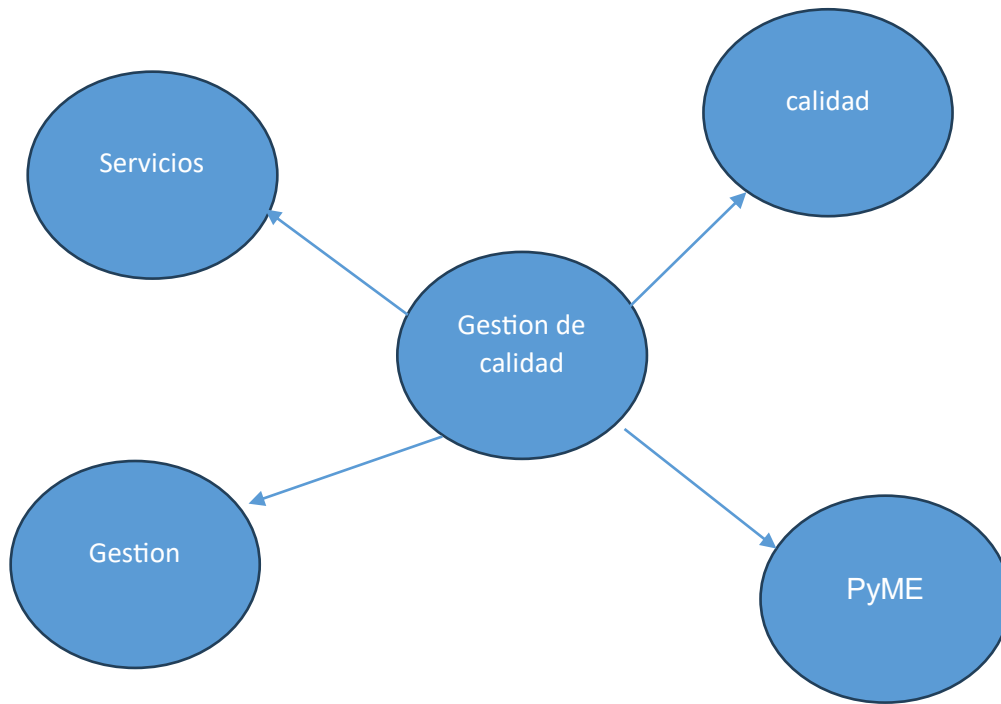 calidad
Servicios
Gestion de
calidad
Gestion
PyME